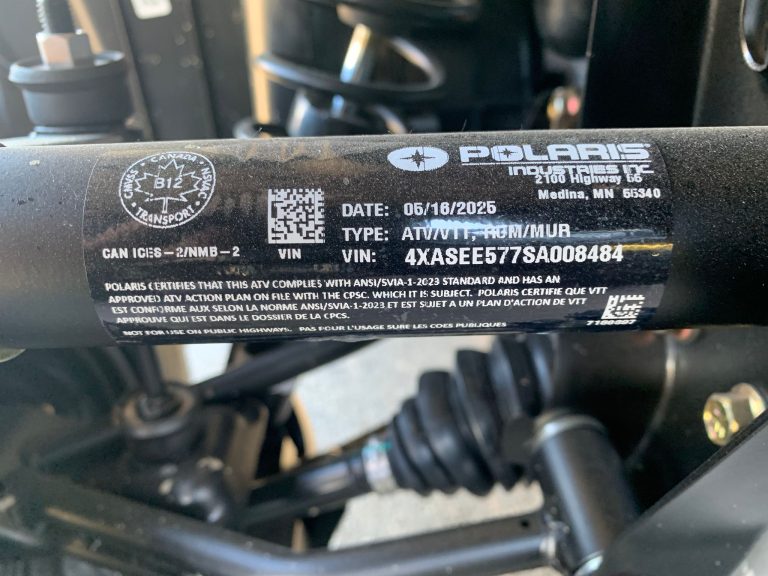 CANADA
B12
TRANSPORT
CAN ICES-2/NMB-2
VIN
POLARIS
INDUSTRIES INC.
2100 Highway 55
Medina, MN 55340
DATE: 05/16/2025
TYPE: ATV/VTT, RUM/MUR
VIN: 4XASEE577SA008484
POLARIS CERTIFIES THAT THIS ATV COMPLIES WITH ANSI/SVIA-1-2023 STANDARD AND HAS AN
APPROVED ATV ACTION PLAN ON FILE WITH THE CPSC. WHICH IT IS SUBJECT. POLARIS CERTIFIE QUE VTT
EST CONFORME AUX SELON LA NORME ANSI/SVIA-1-2023.ET EST SUJET A UN PLAN D'ACTION DE VTT
APPROUVE QUI EST DANS LE DOSSIER DE LA CPCS.
NOT FOR USE ON PUBLIC HIGHWAYS. PAS POUR L'USAGE SURE LES COES PUBLIQUES